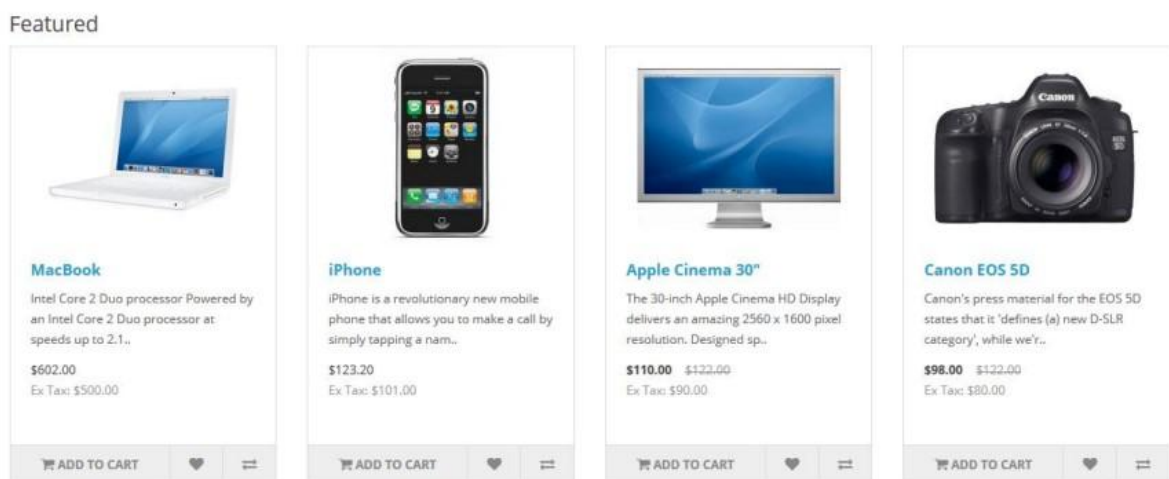 Featured
Canon
EOS
5D
MacBook
Intel Core 2 Duo processor Powered by
an Intel Core 2 Duo processor at
speeds up to 2.1..
$602.00
Ex Tax: $500.00
ADD TO CART
iPhone
iPhone is a revolutionary new mobile
phone that allows you to make a call by
simply tapping a nam..
$123.20
Ex Tax: $101.00
ADD TO CART
Apple Cinema 30"
The 30-inch Apple Cinema HD Display
delivers an amazing 2560 x 1600 pixel
resolution. Designed sp..
$110.00 $122.00
Ex Tax: $90.00
ADD TO CART
Canon EOS 5D
Canon's press material for the EOS 5D
states that it 'defines (a) new D-SLR
category', while we'r..
$98.00 $122.00
Ex Tax: $80.00
ADD TO CART